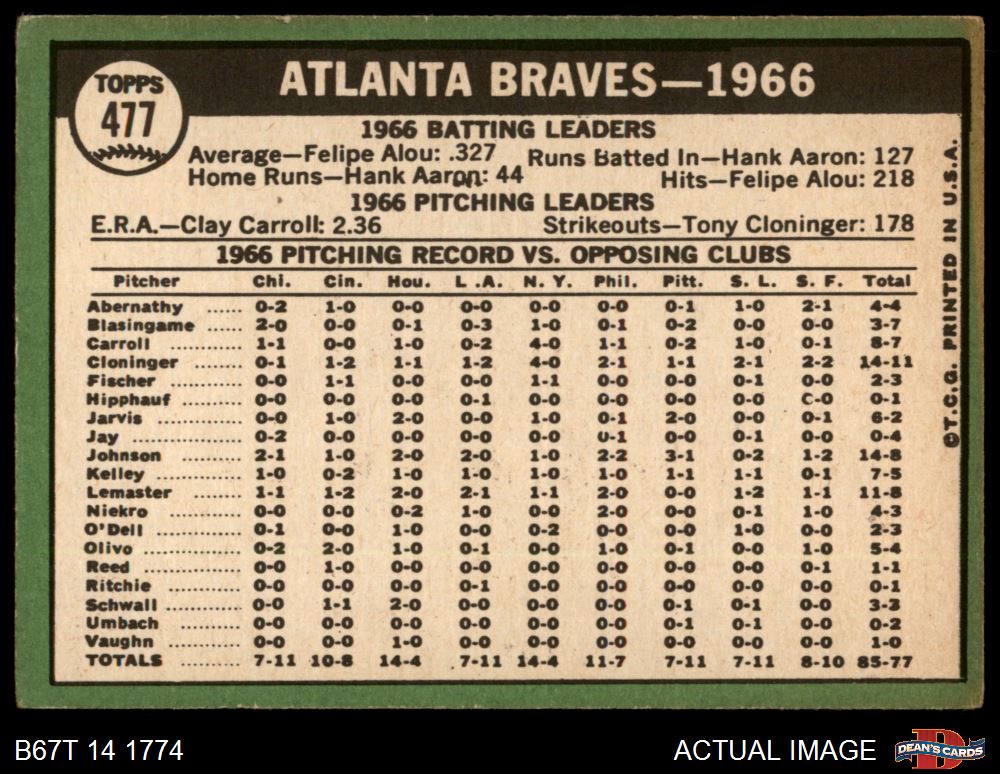 TOPPS
477
ATLANTA BRAVES—1966
1966 BATTING LEADERS
Average—Felipe Alou: .327 Runs Batted In—Hank Aaron: 127
Home Runs—Hank Aaron: 44 Hits—Felipe Alou: 218
1966 PITCHING LEADERS
E.R.A.—Clay Carroll: 2.36 Strikeouts—Tony Cloninger: 178
1966 PITCHING RECORD VS. OPPOSING CLUBS
Pitcher Chi. Cin. Hou. L.A. N.Y. Phil. Pitt. S.L. S.F. Total
Abernathy ...... 0-2 1-0 0-0 0-0 0-0 0-0 0-1 1-0 2-1 4-4
Blasingame ...... 2-0 0-0 0-1 0-3 1-0 0-1 0-2 0-0 0-0 3-7
Carroll ............ 1-1 0-0 1-0 0-2 4-0 1-1 0-2 1-0 0-1 8-7
Cloninger ........ 0-1 1-2 1-1 1-2 4-0 2-1 1-1 2-1 2-2 14-11
Fischer ............ 0-0 1-1 0-0 0-0 1-1 0-0 0-0 0-1 0-0 2-3
Hipphauf .......... 0-0 0-0 0-0 0-1 0-0 0-0 0-0 0-0 0-0 0-1
Jarvis .............. 0-0 1-0 2-0 0-0 1-0 0-1 2-0 0-0 0-1 6-2
Jay .................. 0-2 0-0 0-0 0-0 0-0 0-1 0-0 0-1 0-0 0-4
Johnson .......... 2-1 1-0 2-0 2-0 1-0 2-2 3-1 0-2 1-2 14-8
Kelley .............. 1-0 0-2 1-0 1-0 1-0 1-0 1-1 1-1 0-1 7-5
Lemaster ........ 1-1 1-2 2-0 2-1 1-1 2-0 0-0 1-2 1-1 11-8
Niekro ............ 0-0 0-0 0-2 1-0 0-0 2-0 0-0 0-1 1-0 4-3
O'Dell .............. 0-1 0-0 1-0 0-0 0-2 0-0 0-0 1-0 0-0 2-3
Olivo ................ 0-2 2-0 1-0 0-1 0-0 1-0 0-1 0-0 1-0 5-4
Reed ................ 0-0 1-0 0-0 0-0 0-0 0-0 0-0 0-0 0-1 1-1
Ritchie ............ 0-0 0-0 0-0 0-1 0-0 0-0 0-0 0-0 0-0 0-1
Schwall ............ 0-0 1-1 2-0 0-0 0-0 0-0 0-1 0-1 0-0 3-3
Umbach .......... 0-0 0-0 0-0 0-0 0-0 0-0 0-1 0-1 0-0 0-2
Vaughn ............ 0-0 0-0 1-0 0-0 0-0 0-0 0-0 0-0 0-0 1-0
TOTALS .......... 7-11 10-8 14-4 7-11 14-4 11-7 7-11 7-11 8-10 85-77
©T.C.G. PRINTED IN U.S.A.
B67T 14 1774 ACTUAL IMAGE
DEAN'S CARDS